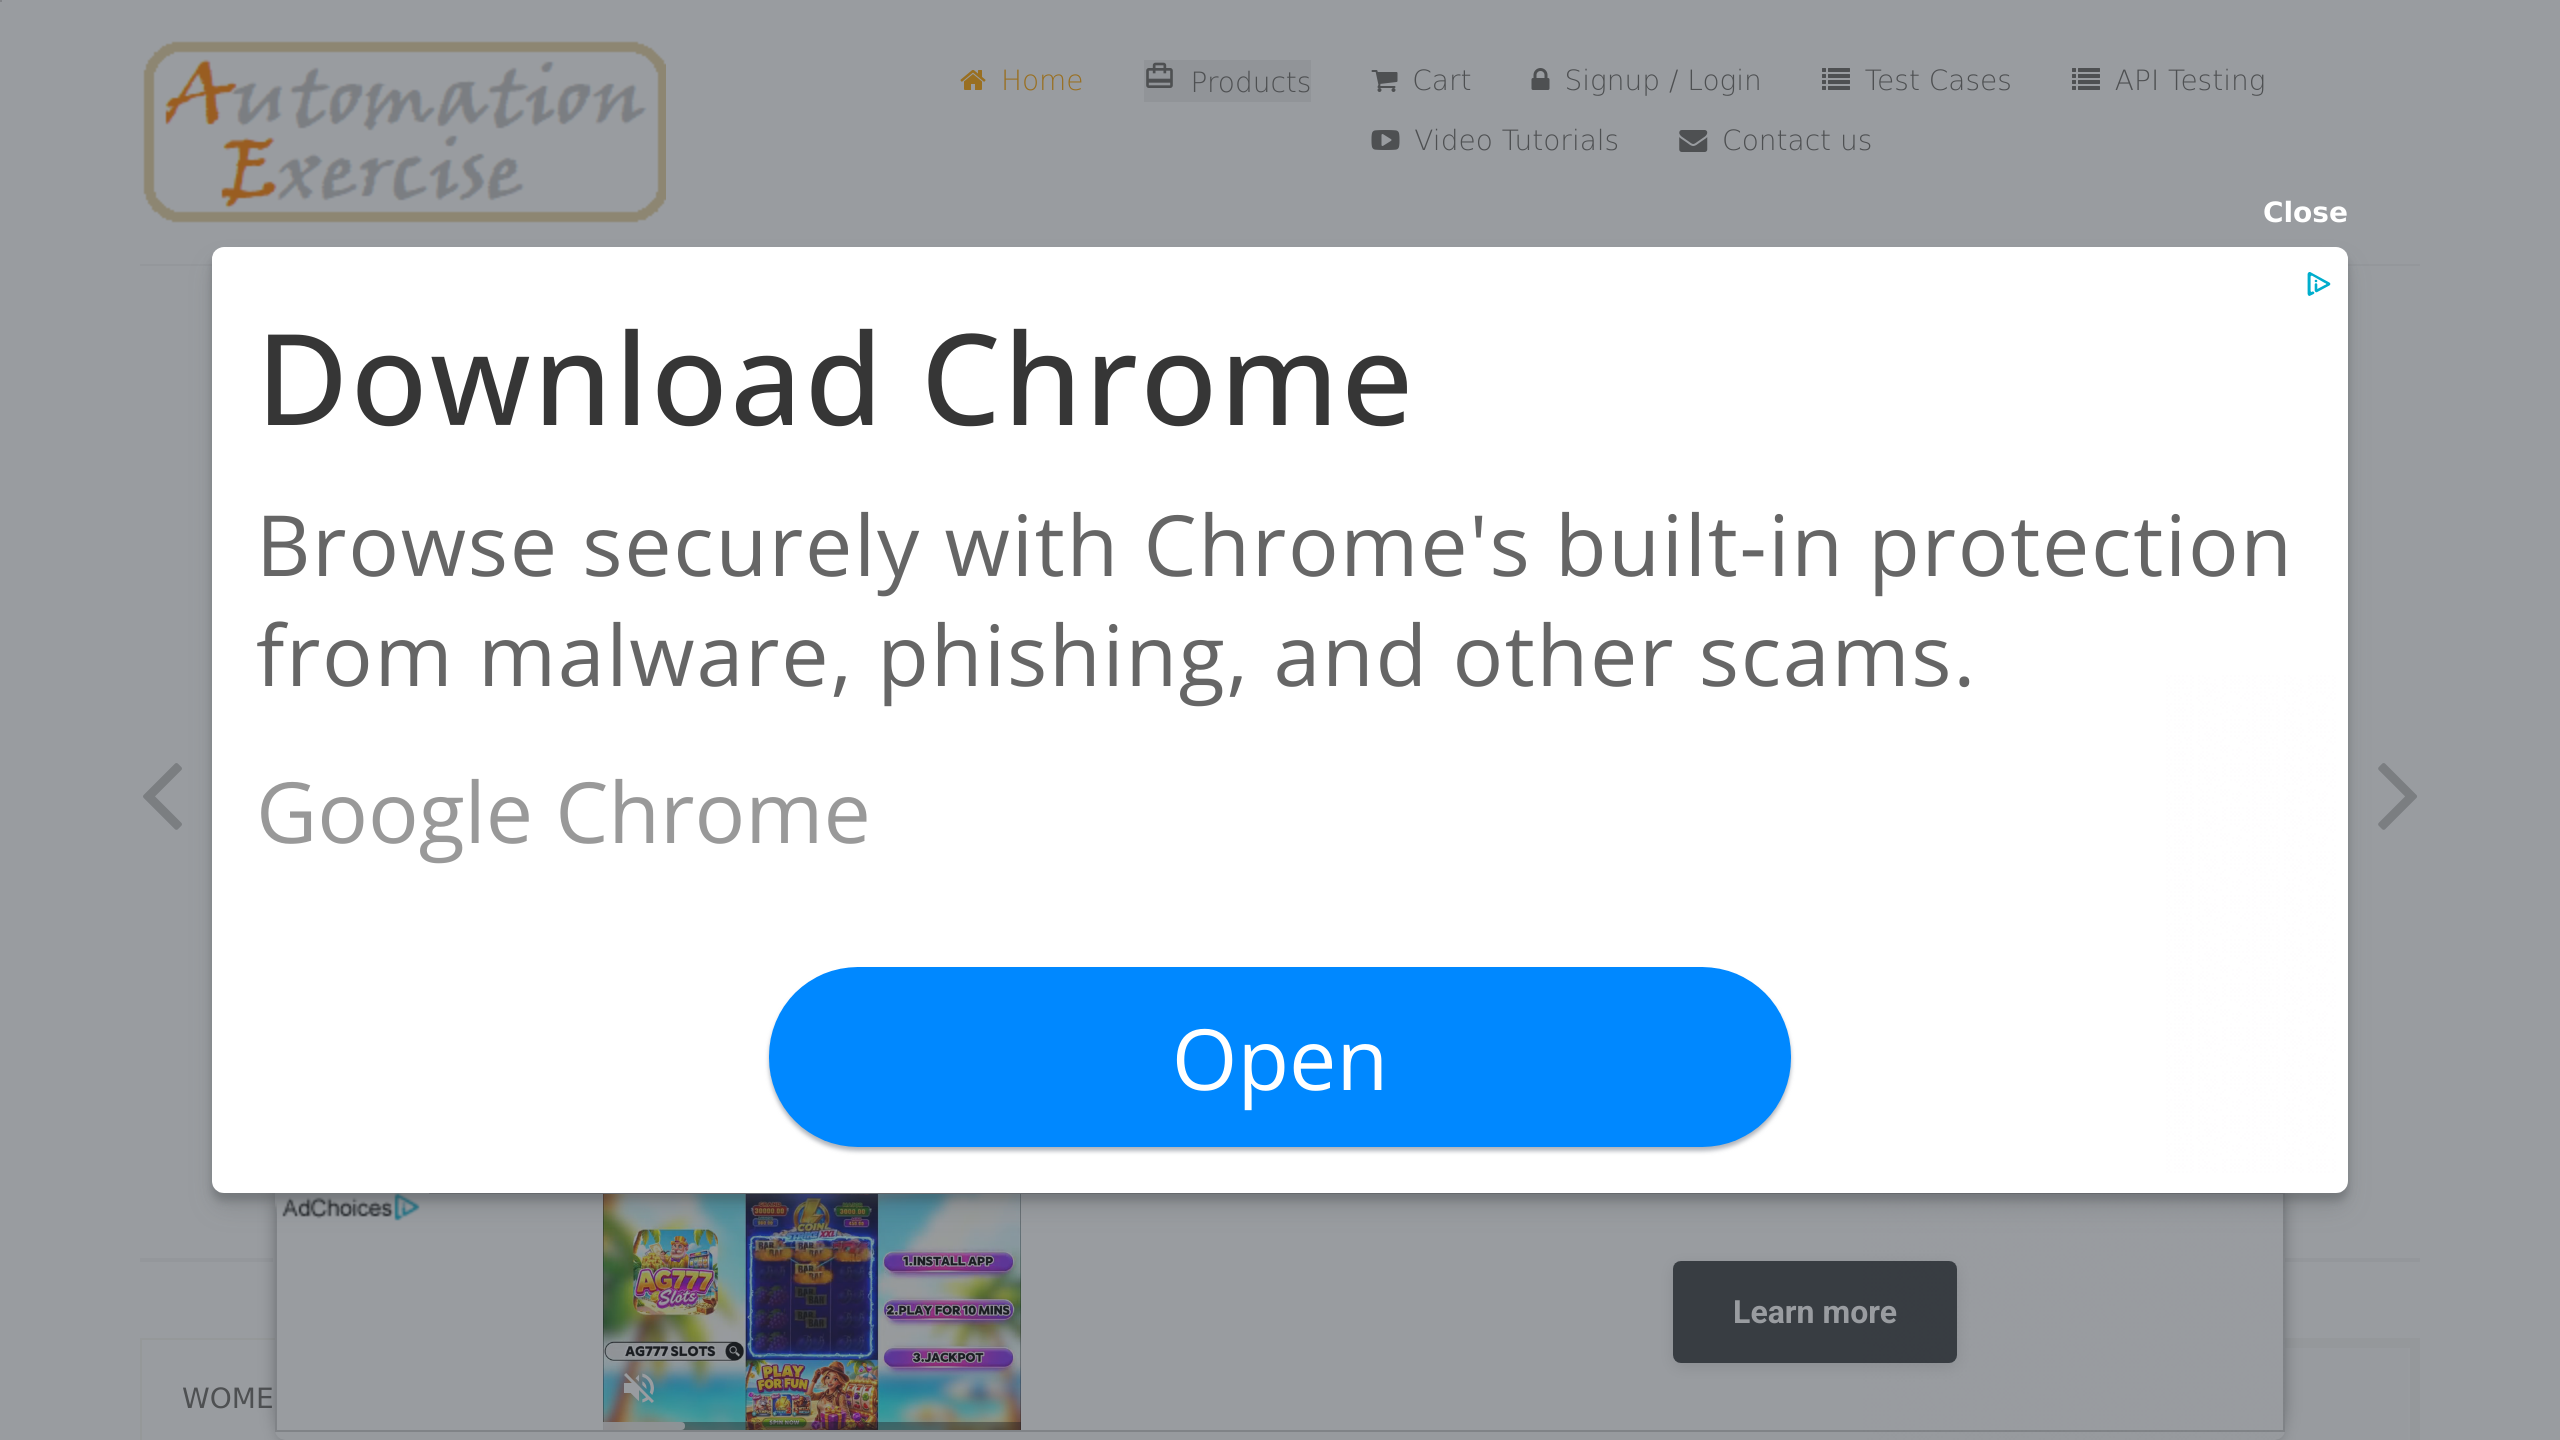 Automation
Exercise
Home
Products
Cart
Signup / Login
Test Cases
API Testing
Video Tutorials
Contact us
Close
Download Chrome
Browse securely with Chrome's built-in protection
from malware, phishing, and other scams.
Google Chrome
Open
AdChoices
AG777
Slots
AG777 SLOTS
COIN
PLAY
FOR FUN
1.INSTALL APP
2.PLAY FOR 10 MINS
3.JACKPOT
Learn more
WOME